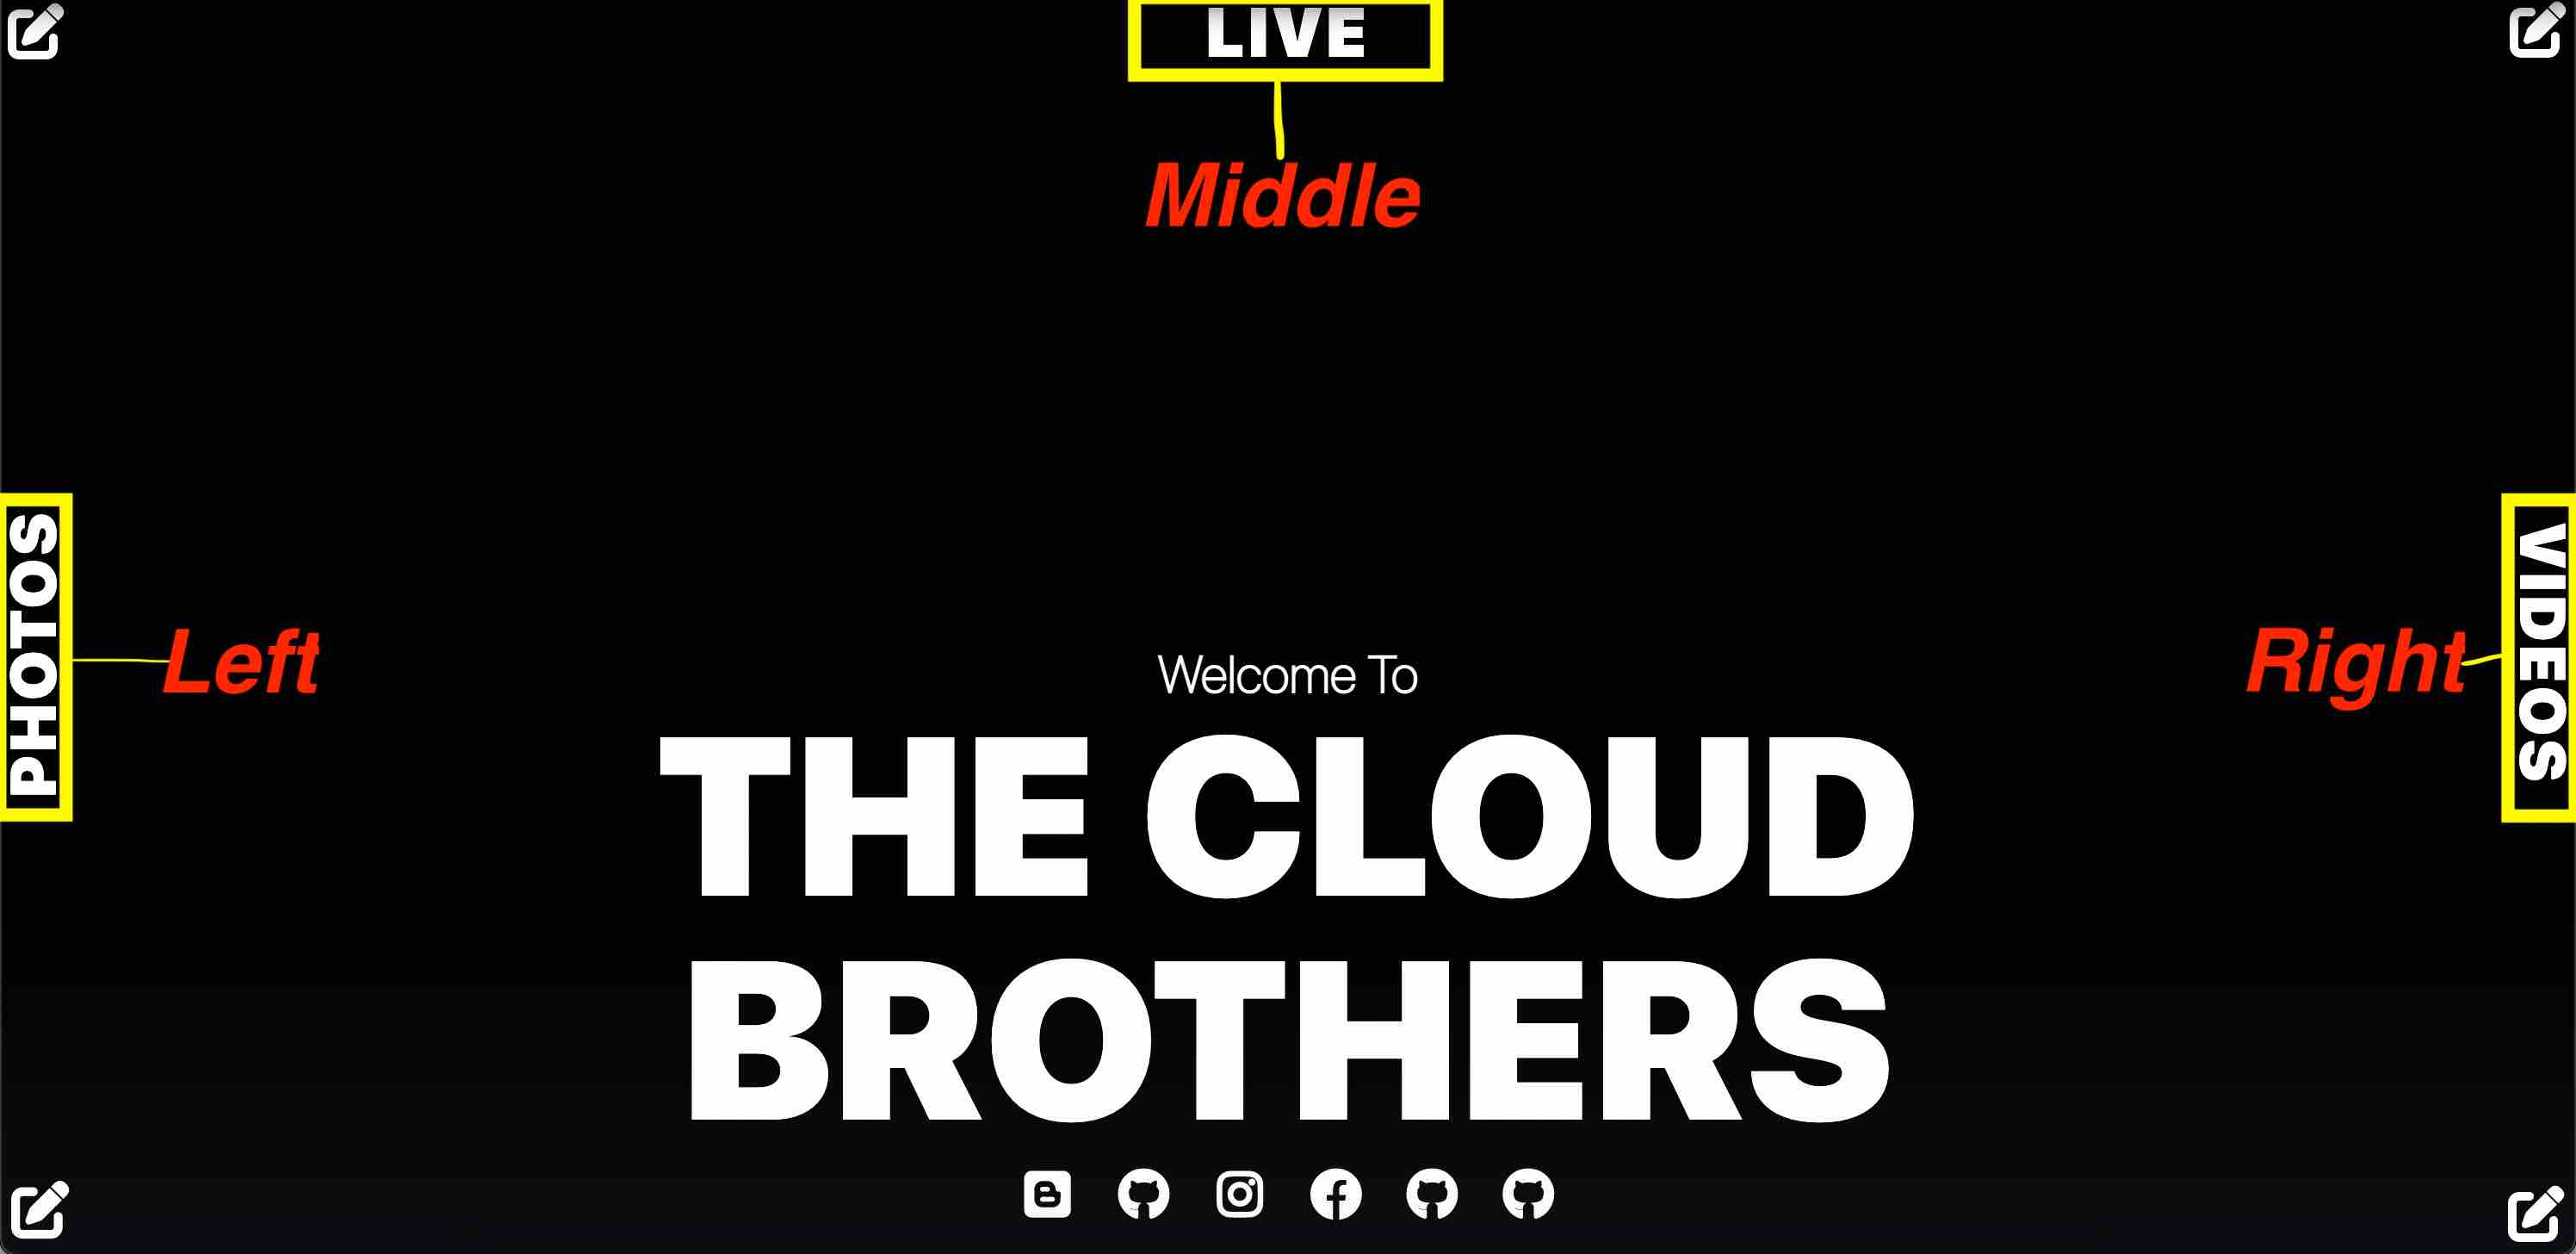 LIVE
Middle
PHOTOS
Left
Right
VIDEOS
Welcome To
THE CLOUD
BROTHERS